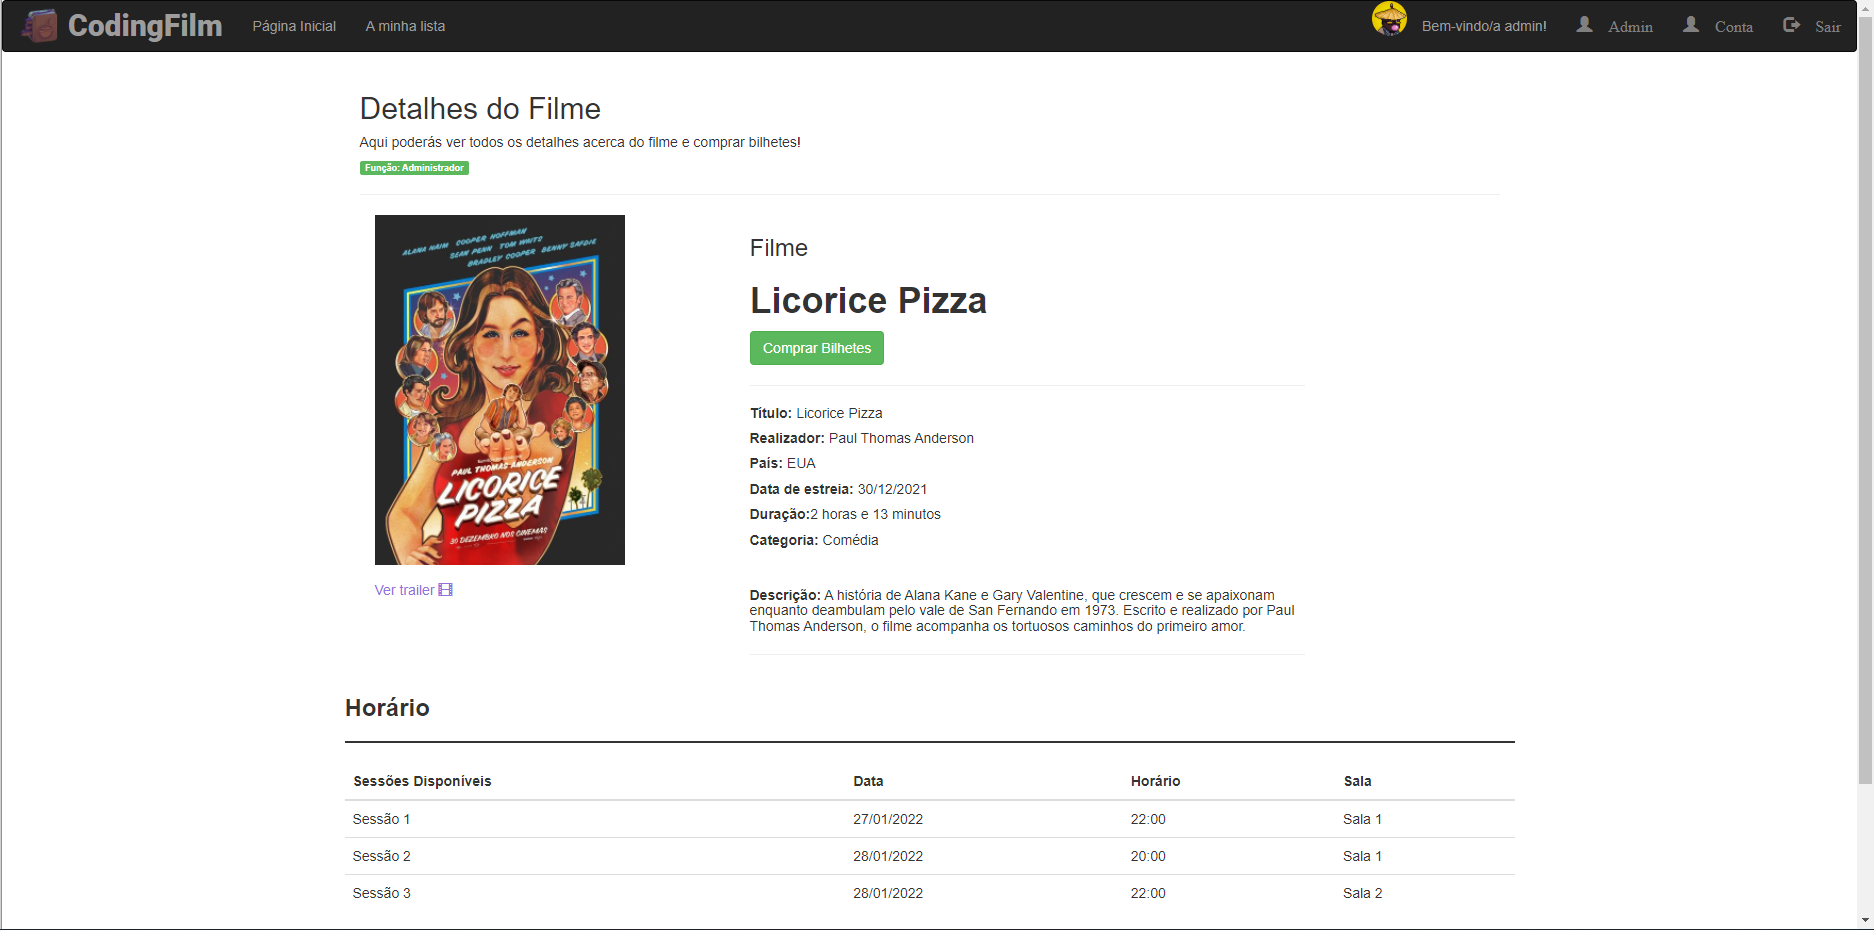 CodingFilm Página Inicial A minha lista Bem-vindo/a admin! Admin Conta Sair
Detalhes do Filme
Aqui poderás ver todos os detalhes acerca do filme e comprar bilhetes!
Função: Administrador
ALANA HAIM COOPER HOFFMAN
SEAN PENN TOM WAITS
BRADLEY COOPER BENNY SAFDIE
PAUL THOMAS ANDERSON
LICORICE
PIZZA
30 DEZEMBRO NOS CINEMAS
Ver trailer
Filme
Licorice Pizza
Comprar Bilhetes
Título: Licorice Pizza
Realizador: Paul Thomas Anderson
País: EUA
Data de estreia: 30/12/2021
Duração:2 horas e 13 minutos
Categoria: Comédia
Descrição: A história de Alana Kane e Gary Valentine, que crescem e se apaixonam
enquanto deambulam pelo vale de San Fernando em 1973. Escrito e realizado por Paul
Thomas Anderson, o filme acompanha os tortuosos caminhos do primeiro amor.
Horário
Sessões Disponíveis Data Horário Sala
Sessão 1 27/01/2022 22:00 Sala 1
Sessão 2 28/01/2022 20:00 Sala 1
Sessão 3 28/01/2022 22:00 Sala 2